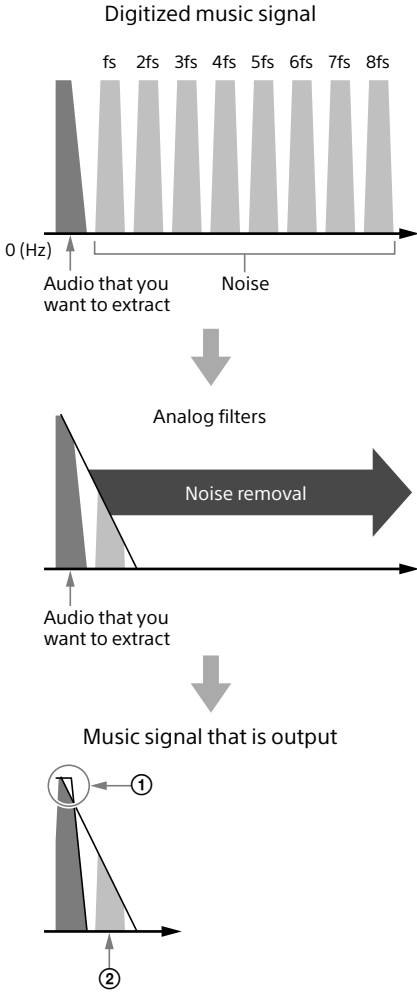 Digitized music signal
fs 2fs 3fs 4fs 5fs 6fs 7fs 8fs
0 (Hz)
Audio that you
want to extract
Noise
Analog filters
Noise removal
Audio that you
want to extract
Music signal that is output
①
②